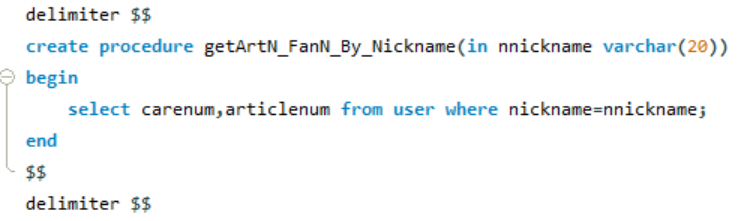 delimiter $$
create procedure getArtN_FanN_By_Nickname(in nnickname varchar(20))
begin
select carenum,articlenum from user where nickname=nnickname;
end
$$
delimiter $$